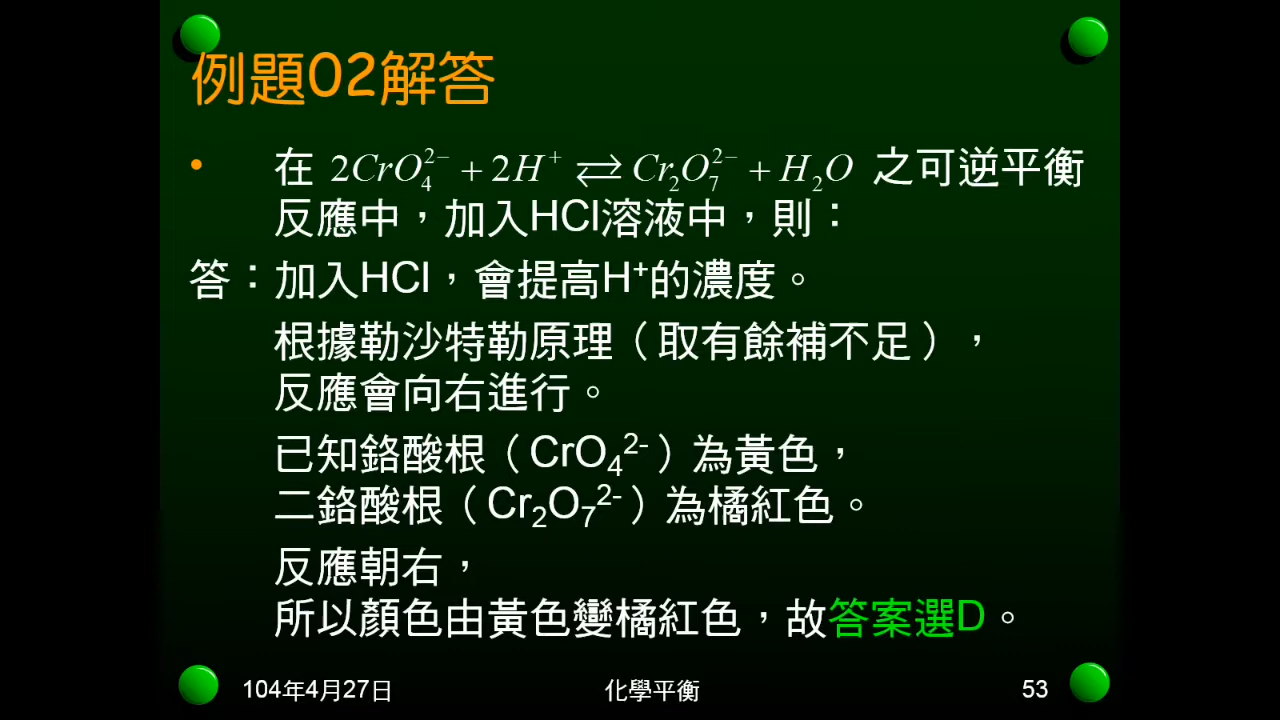 例題02解答
• 在 2CrO₄²⁻ + 2H⁺ ⇄ Cr₂O₇²⁻ + H₂O 之可逆平衡
反應中，加入HCl溶液中，則：
答：加入HCl，會提高H⁺的濃度。
根據勒沙特勒原理（取有餘補不足），
反應會向右進行。
已知鉻酸根（CrO₄²⁻）為黃色，
二鉻酸根（Cr₂O₇²⁻）為橘紅色。
反應朝右，
所以顏色由黃色變橘紅色，故答案選D。
104年4月27日
化學平衡
53